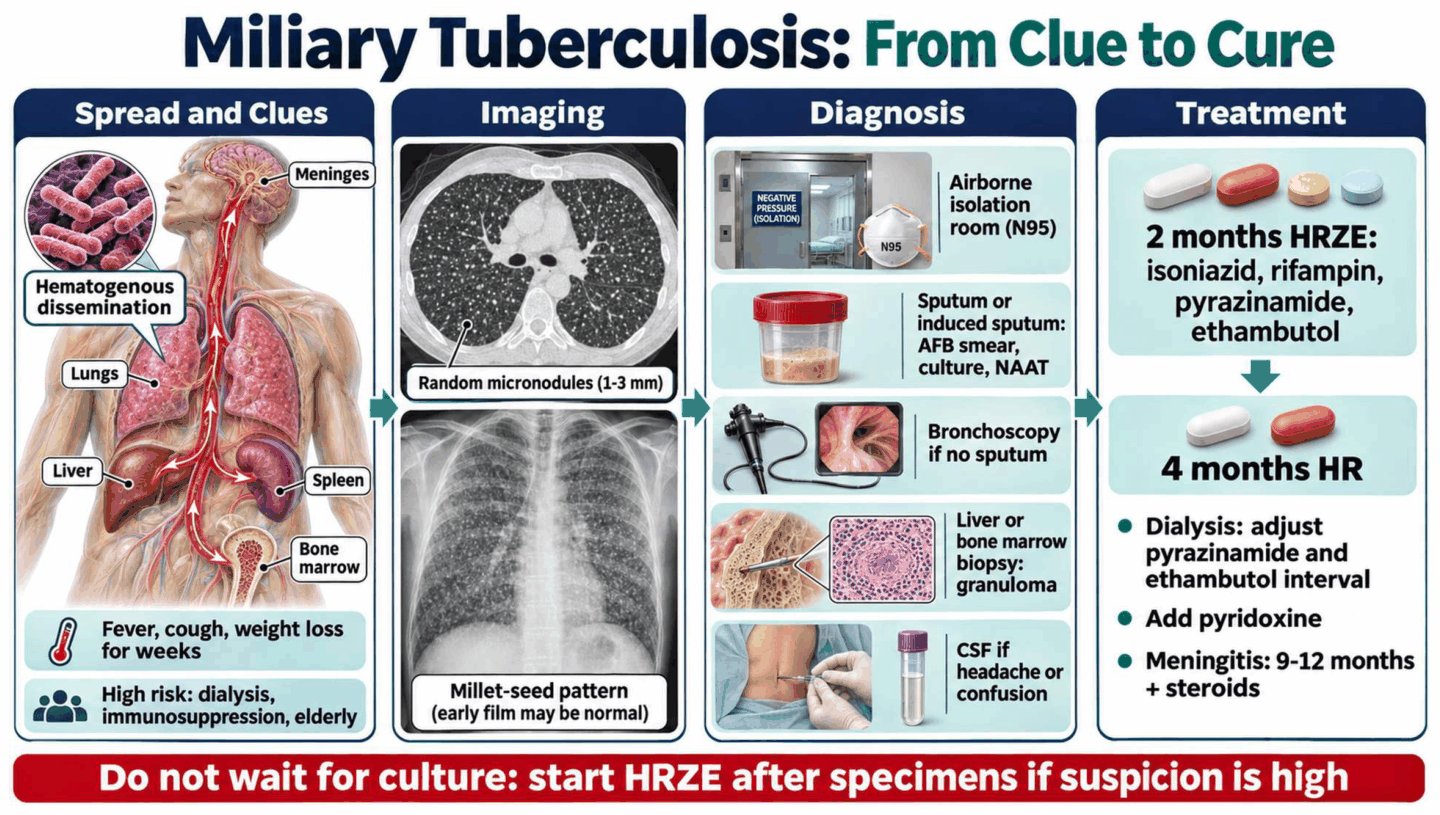 Miliary Tuberculosis: From Clue to Cure
Spread and Clues
Meninges
Hematogenous
dissemination
Lungs
Liver
Spleen
Bone
marrow
Fever, cough, weight loss
for weeks
High risk: dialysis,
immunosuppression, elderly
Imaging
Random micronodules (1-3 mm)
Millet-seed pattern
(early film may be normal)
Diagnosis
NEGATIVE
PRESSURE
(ISOLATION)
N95
Airborne
isolation
room (N95)
Sputum or
induced sputum:
AFB smear,
culture, NAAT
Bronchoscopy
if no sputum
Liver or
bone marrow
biopsy:
granuloma
CSF if
headache or
confusion
Treatment
2 months HRZE:
isoniazid, rifampin,
pyrazinamide,
ethambutol
4 months HR
Dialysis: adjust
pyrazinamide and
ethambutol interval
Add pyridoxine
Meningitis: 9-12 months
+ steroids
Do not wait for culture: start HRZE after specimens if suspicion is high